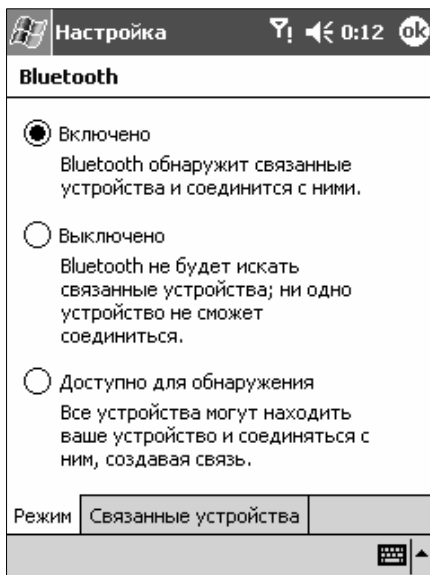 Настройка 0:12 ok
Bluetooth
Включено
Bluetooth обнаружит связанные
устройства и соединится с ними.
Выключено
Bluetooth не будет искать
связанные устройства; ни одно
устройство не сможет
соединиться.
Доступно для обнаружения
Все устройства могут находить
ваше устройство и соединяться с
ним, создавая связь.
Режим Связанные устройства